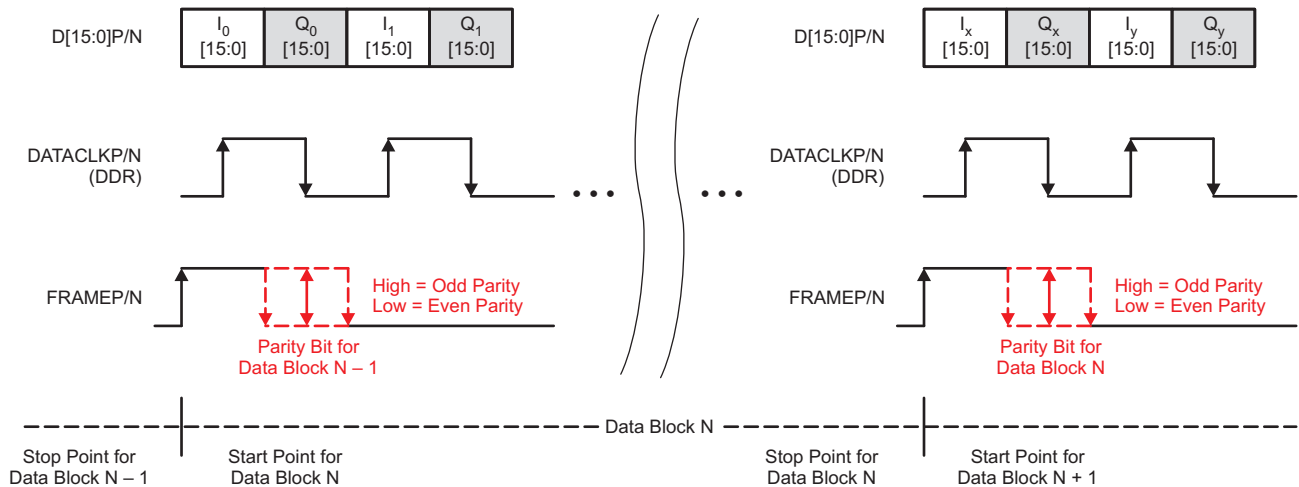 D[15:0]P/N
I0 Q0 I1 Q1
[15:0] [15:0] [15:0] [15:0]
D[15:0]P/N
Ix Qx Iy Qy
[15:0] [15:0] [15:0] [15:0]
DATACLKP/N
(DDR)
DATACLKP/N
(DDR)
FRAMEP/N
High = Odd Parity
Low = Even Parity
Parity Bit for
Data Block N – 1
FRAMEP/N
High = Odd Parity
Low = Even Parity
Parity Bit for
Data Block N
Data Block N
Stop Point for
Data Block N – 1
Start Point for
Data Block N
Stop Point for
Data Block N
Start Point for
Data Block N + 1